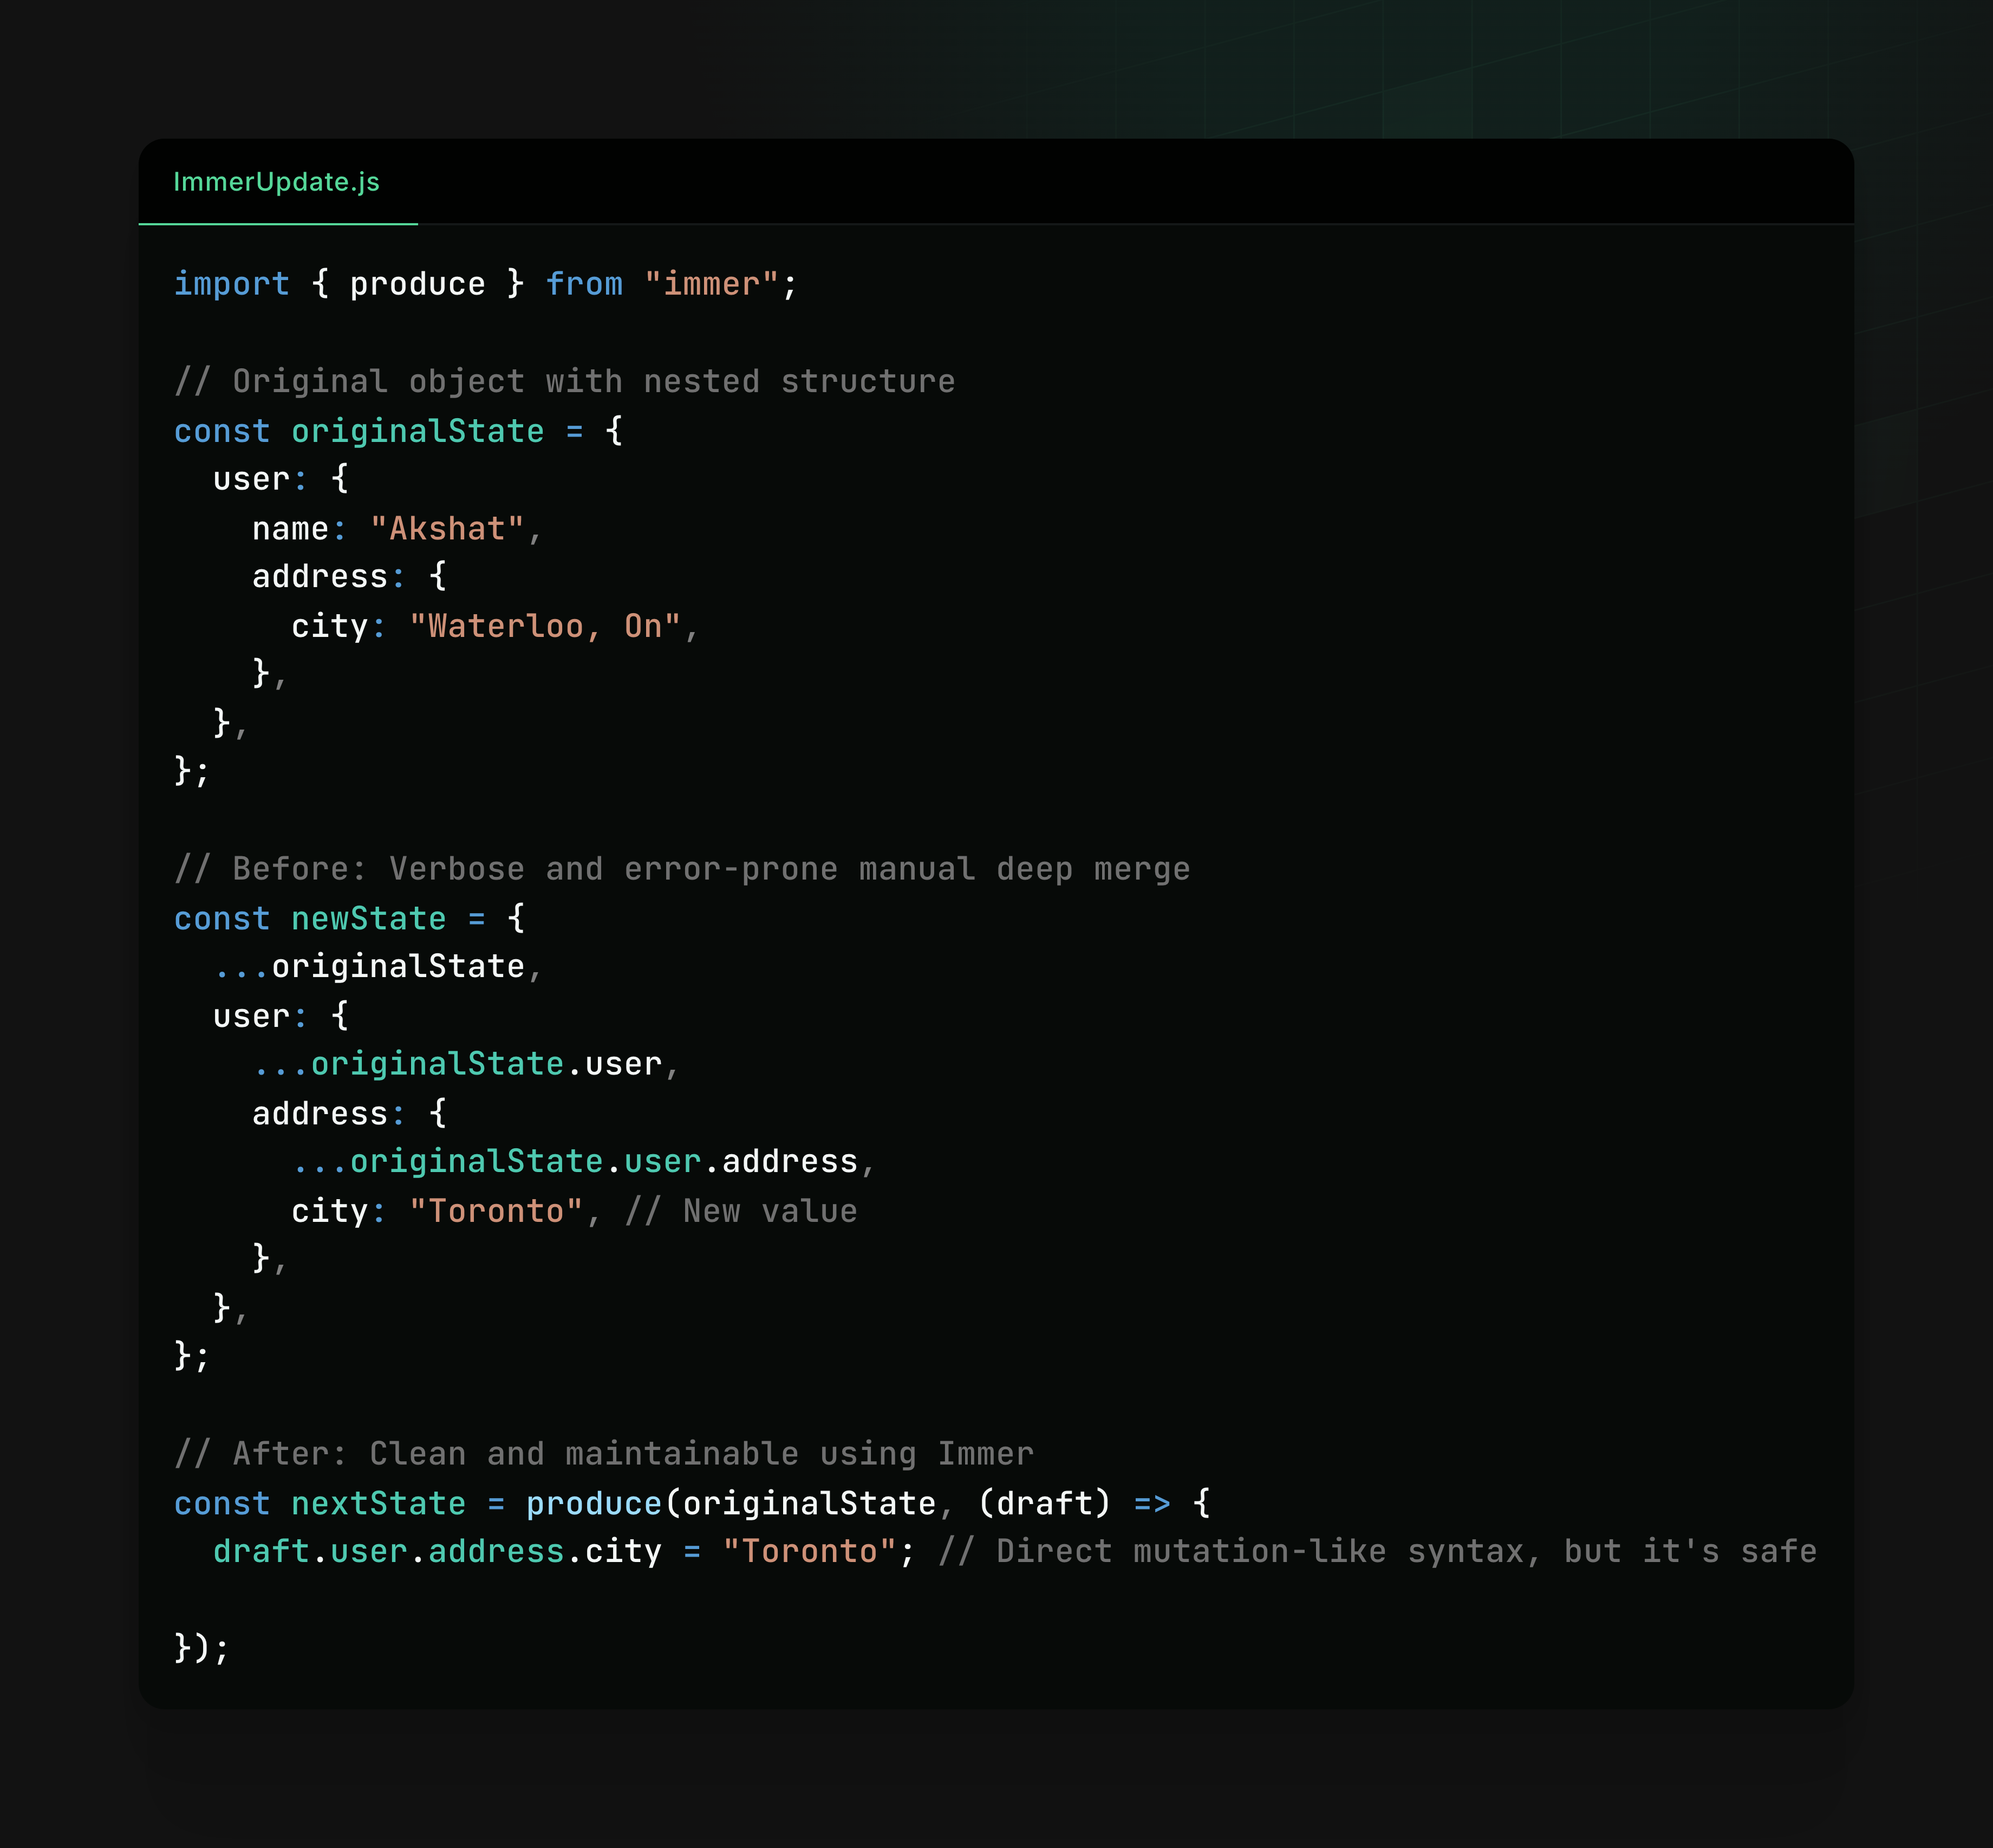 ImmerUpdate.js
import { produce } from "immer";
// Original object with nested structure
const originalState = {
  user: {
    name: "Akshat",
    address: {
      city: "Waterloo, On",
    },
  },
};
// Before: Verbose and error-prone manual deep merge
const newState = {
  ...originalState,
  user: {
    ...originalState.user,
    address: {
      ...originalState.user.address,
      city: "Toronto", // New value
    },
  },
};
// After: Clean and maintainable using Immer
const nextState = produce(originalState, (draft) => {
  draft.user.address.city = "Toronto"; // Direct mutation-like syntax, but it's safe
});